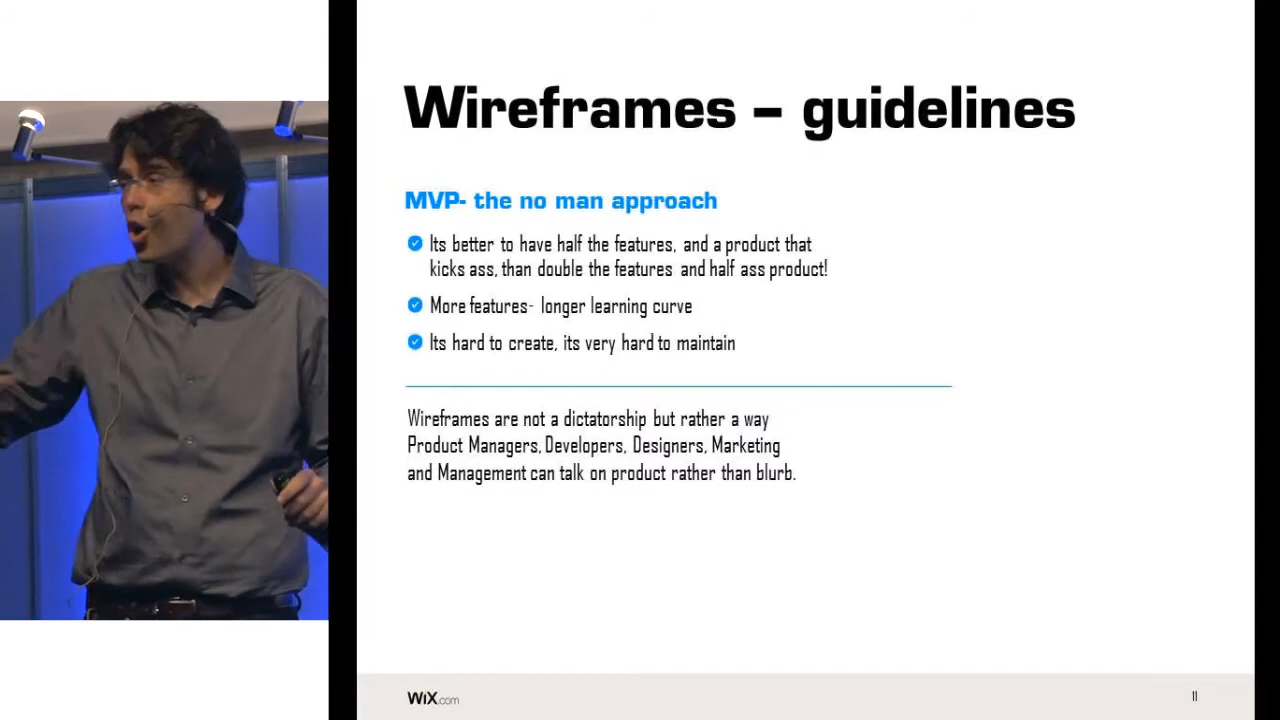 Wireframes – guidelines
MVP- the no man approach
Its better to have half the features, and a product that
kicks ass, than double the features and half ass product!
More features- longer learning curve
Its hard to create, its very hard to maintain
Wireframes are not a dictatorship but rather a way
Product Managers, Developers, Designers, Marketing
and Management can talk on product rather than blurb.
WiX.com
11